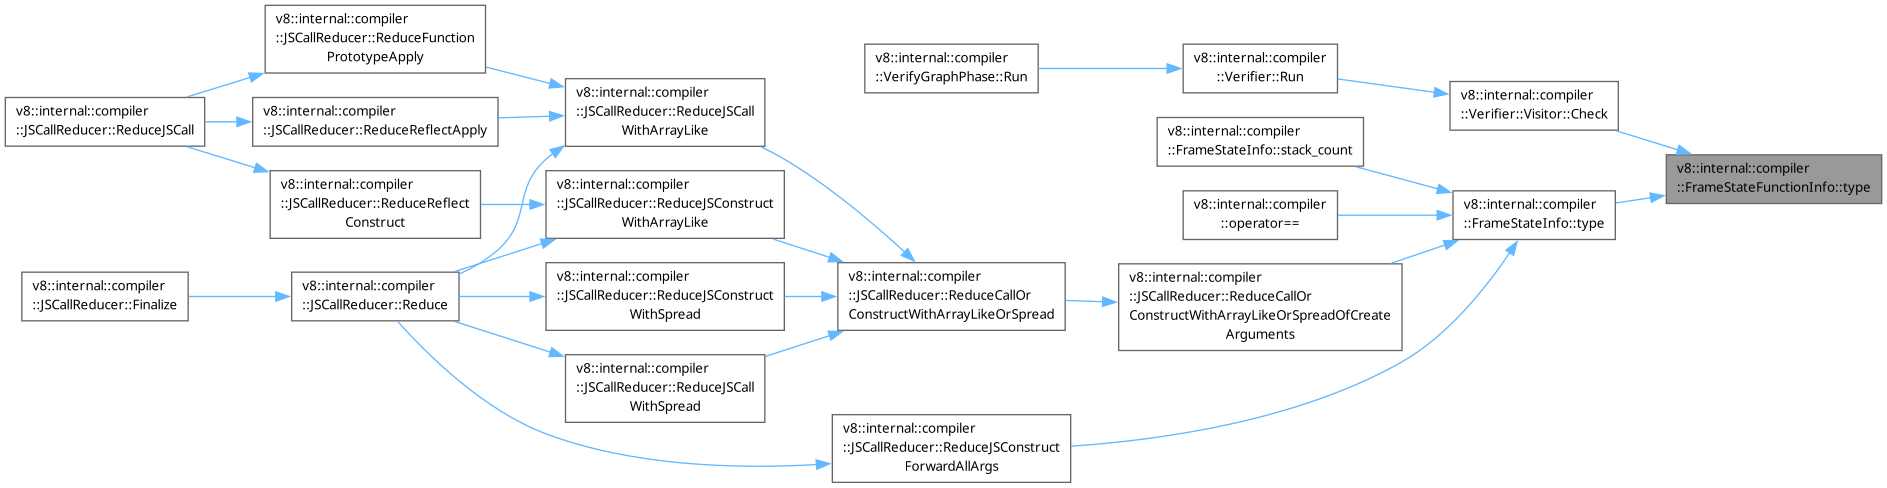 v8::internal::compiler
::JSCallReducer::ReduceFunction
PrototypeApply
v8::internal::compiler
::JSCallReducer::ReduceJSCall
v8::internal::compiler
::JSCallReducer::ReduceReflectApply
v8::internal::compiler
::JSCallReducer::ReduceReflect
Construct
v8::internal::compiler
::JSCallReducer::Finalize
v8::internal::compiler
::JSCallReducer::Reduce
v8::internal::compiler
::JSCallReducer::ReduceJSCall
WithArrayLike
v8::internal::compiler
::JSCallReducer::ReduceJSConstruct
WithArrayLike
v8::internal::compiler
::JSCallReducer::ReduceJSConstruct
WithSpread
v8::internal::compiler
::JSCallReducer::ReduceJSCall
WithSpread
v8::internal::compiler
::VerifyGraphPhase::Run
v8::internal::compiler
::JSCallReducer::ReduceCallOr
ConstructWithArrayLikeOrSpread
v8::internal::compiler
::JSCallReducer::ReduceJSConstruct
ForwardAllArgs
v8::internal::compiler
::Verifier::Run
v8::internal::compiler
::FrameStateInfo::stack_count
v8::internal::compiler
::operator==
v8::internal::compiler
::JSCallReducer::ReduceCallOr
ConstructWithArrayLikeOrSpreadOfCreate
Arguments
v8::internal::compiler
::Verifier::Visitor::Check
v8::internal::compiler
::FrameStateInfo::type
v8::internal::compiler
::FrameStateFunctionInfo::type